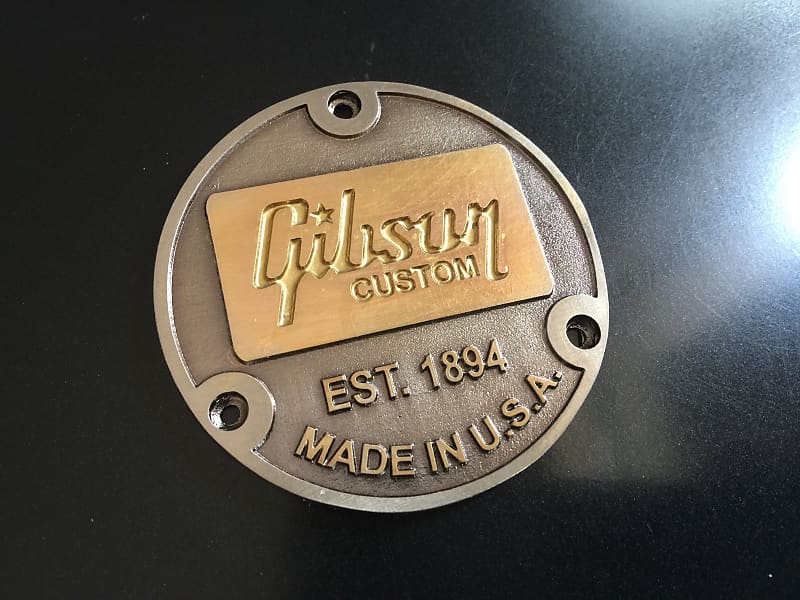 Gibson
CUSTOM
EST. 1894
MADE IN U.S.A.